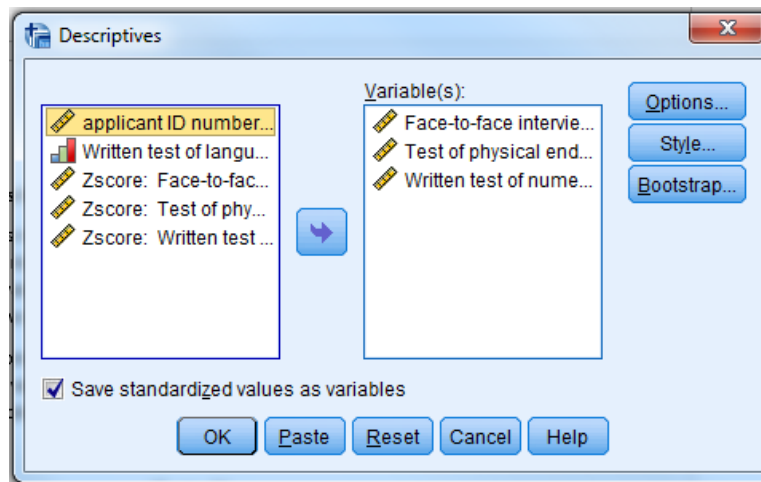 Descriptives
Variable(s):
applicant ID number...
Written test of langu...
Zscore: Face-to-fac...
Zscore: Test of phy...
Zscore: Written test ...
Face-to-face intervie...
Test of physical end...
Written test of nume...
Options...
Style...
Bootstrap...
Save standardized values as variables
OK Paste Reset Cancel Help